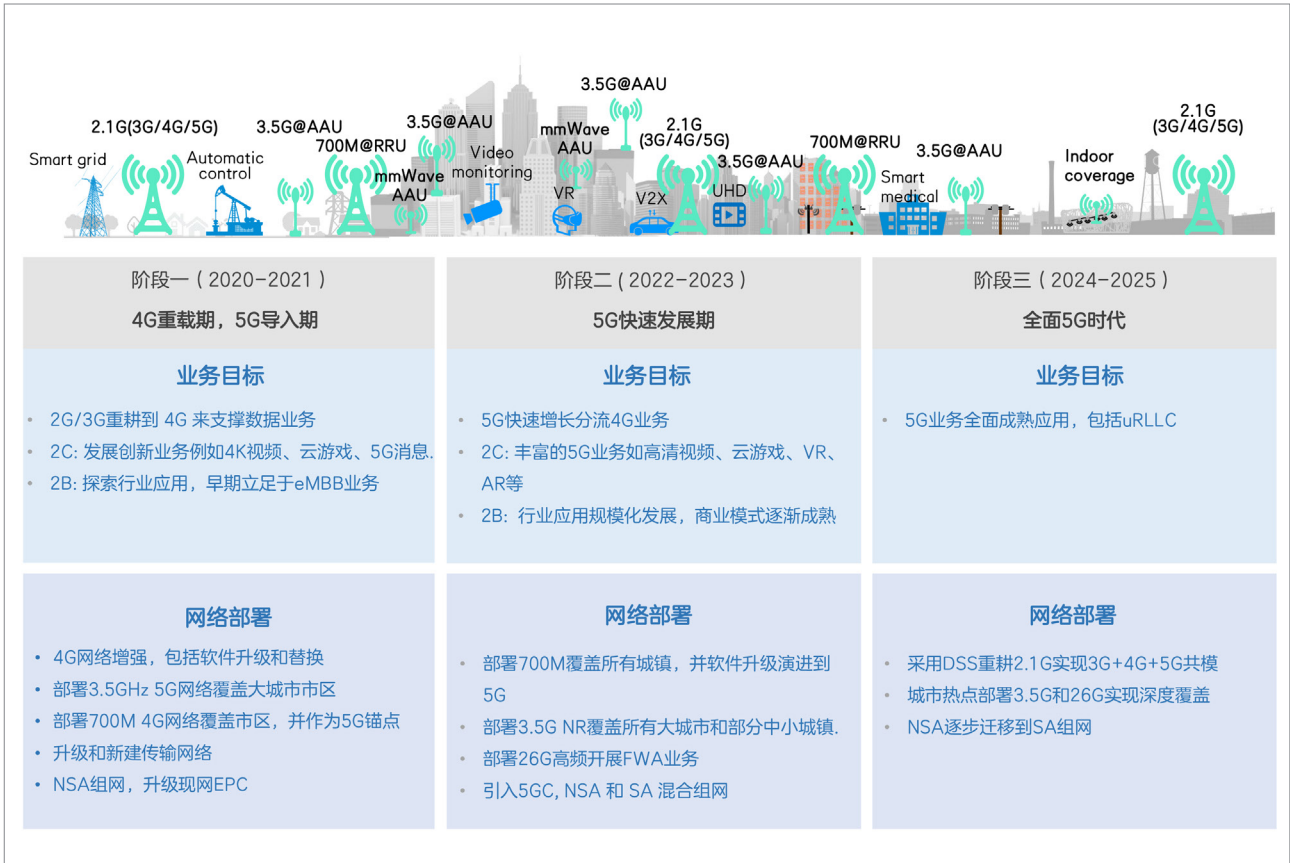 2.1G(3G/4G/5G)
Smart grid
Automatic
control
3.5G@AAU
700M@RRU
mmWave
AAU
3.5G@AAU
Video
monitoring
mmWave
AAU
VR
3.5G@AAU
2.1G
(3G/4G/5G)
V2X
UHD
3.5G@AAU
700M@RRU
Smart
medical
3.5G@AAU
Indoor
coverage
2.1G
(3G/4G/5G)
阶段一（2020-2021）
4G重载期，5G导入期
业务目标
• 2G/3G重耕到 4G 来支撑数据业务
• 2C: 发展创新业务例如4K视频、云游戏、5G消息.
• 2B: 探索行业应用，早期立足于eMBB业务
网络部署
• 4G网络增强，包括软件升级和替换
• 部署3.5GHz 5G网络覆盖大城市市区
• 部署700M 4G网络覆盖市区，并作为5G锚点
• 升级和新建传输网络
• NSA组网，升级现网EPC
阶段二（2022-2023）
5G快速发展期
业务目标
• 5G快速增长分流4G业务
• 2C: 丰富的5G业务如高清视频、云游戏、VR、
AR等
• 2B: 行业应用规模化发展，商业模式逐渐成熟
网络部署
• 部署700M覆盖所有城镇，并软件升级演进到
5G
• 部署3.5G NR覆盖所有大城市和部分中小城镇.
• 部署26G高频开展FWA业务
• 引入5GC, NSA 和 SA 混合组网
阶段三（2024-2025）
全面5G时代
业务目标
• 5G业务全面成熟应用，包括uRLLC
网络部署
• 采用DSS重耕2.1G实现3G+4G+5G共模
• 城市热点部署3.5G和26G实现深度覆盖
• NSA逐步迁移到SA组网